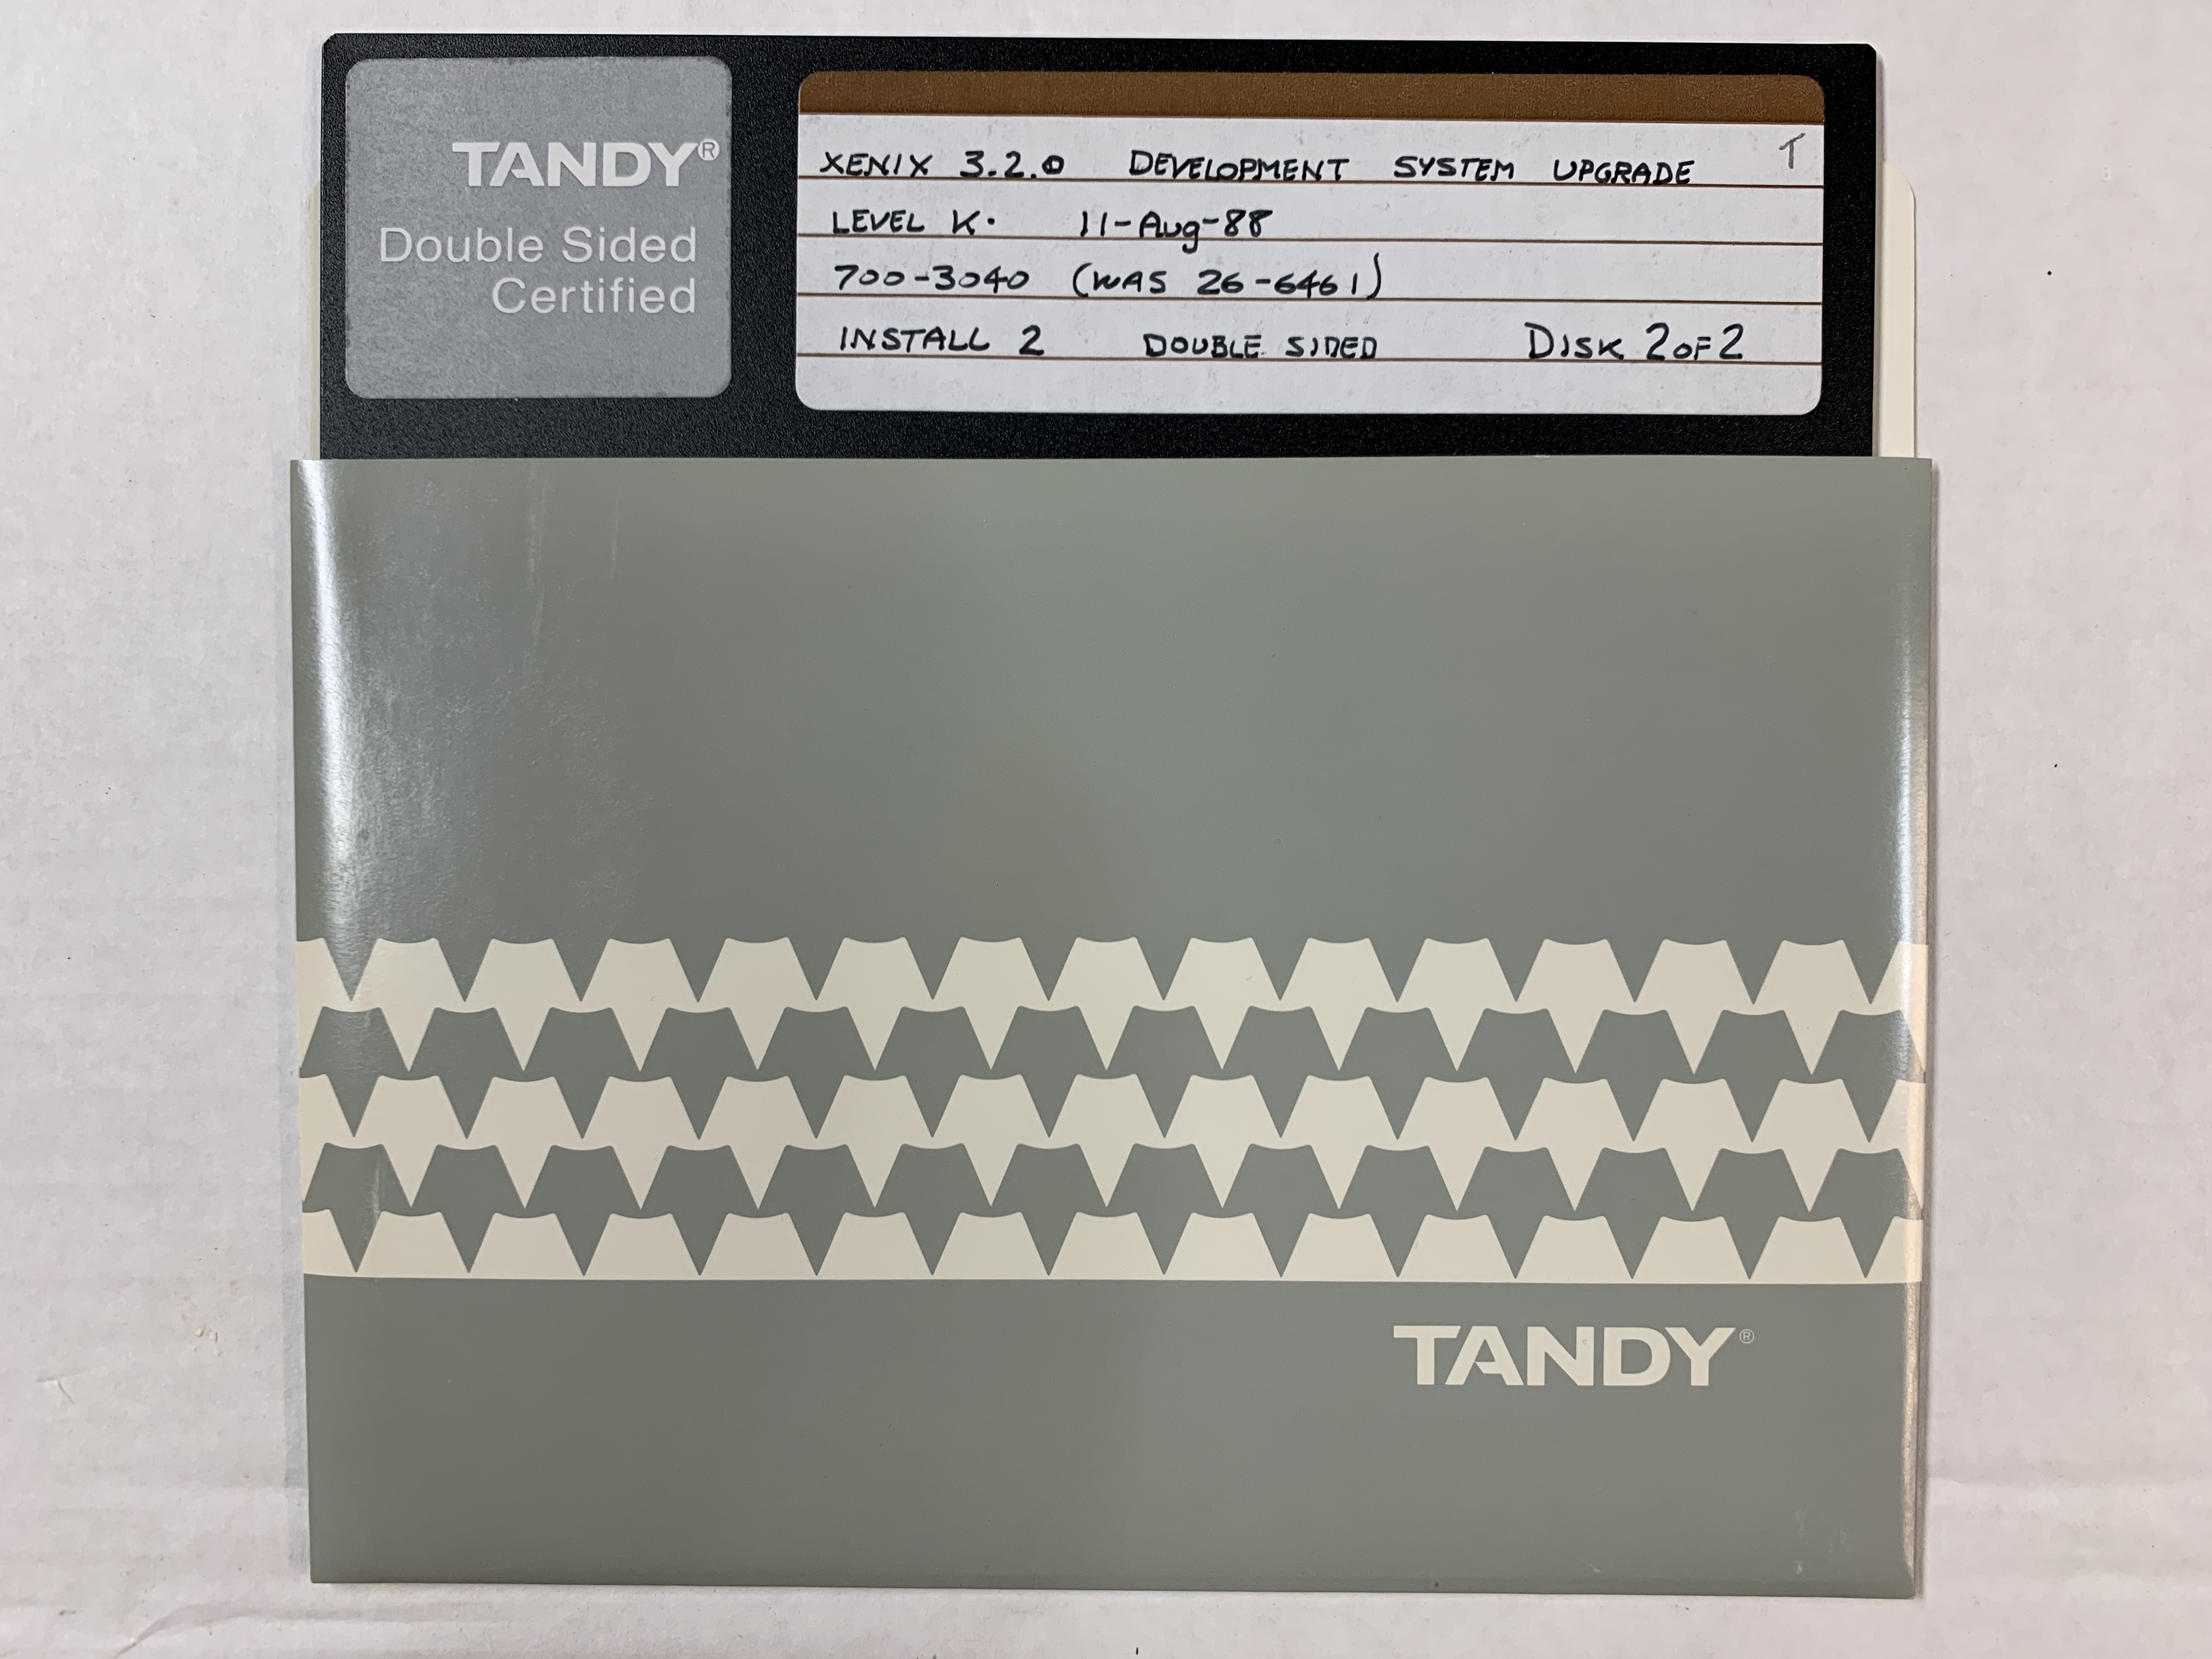 TANDY®
Double Sided
Certified
T
XENIX 3.2.0 DEVELOPMENT SYSTEM UPGRADE
LEVEL K. 11-Aug-88
700-3040 (WAS 26-6461)
INSTALL 2 DOUBLE SIDED DISK 2 OF 2
TANDY®